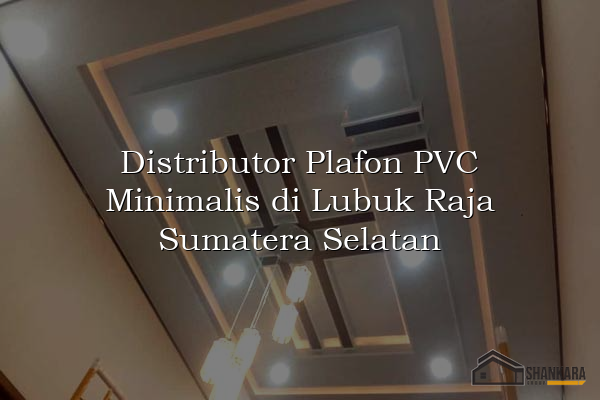 Distributor Plafon PVC
Minimalis di Lubuk Raja
Sumatera Selatan
SHANKARA